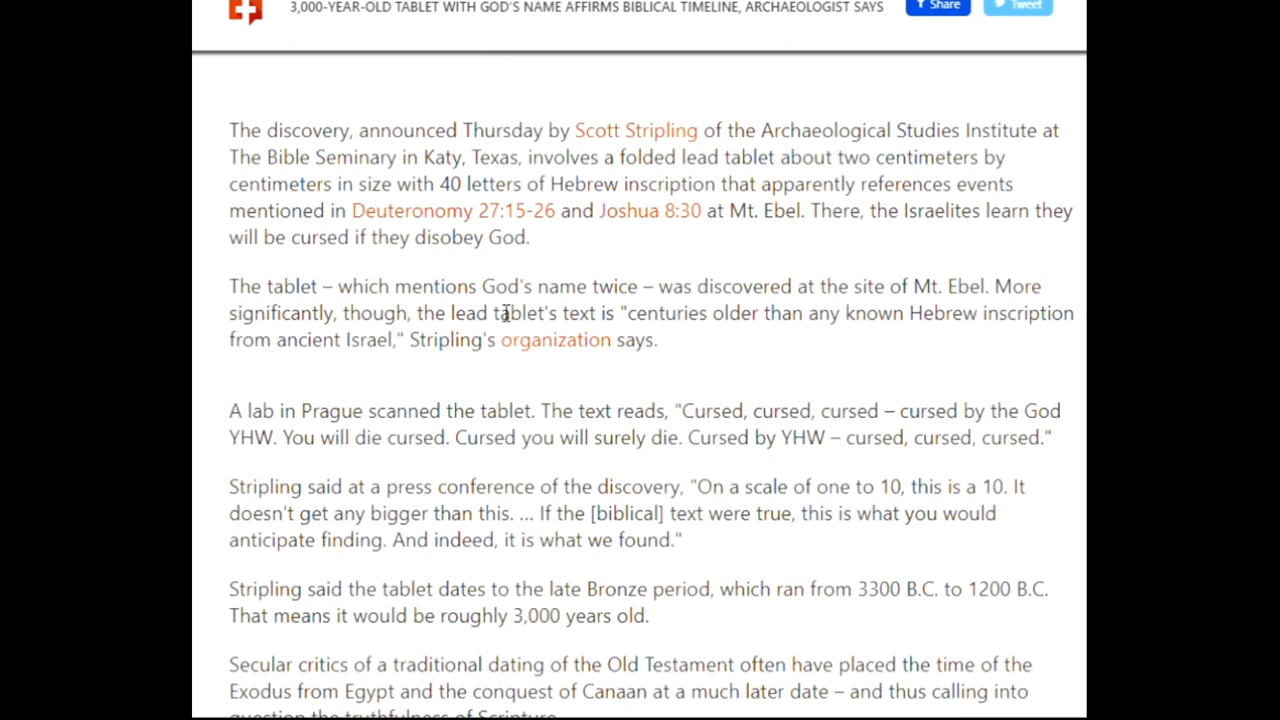 3,000-YEAR-OLD TABLET WITH GOD'S NAME AFFIRMS BIBLICAL TIMELINE, ARCHAEOLOGIST SAYS
Share
Tweet
The discovery, announced Thursday by Scott Stripling of the Archaeological Studies Institute at
The Bible Seminary in Katy, Texas, involves a folded lead tablet about two centimeters by
centimeters in size with 40 letters of Hebrew inscription that apparently references events
mentioned in Deuteronomy 27:15-26 and Joshua 8:30 at Mt. Ebel. There, the Israelites learn they
will be cursed if they disobey God.
The tablet – which mentions God's name twice – was discovered at the site of Mt. Ebel. More
significantly, though, the lead tablet's text is "centuries older than any known Hebrew inscription
from ancient Israel," Stripling's organization says.
A lab in Prague scanned the tablet. The text reads, "Cursed, cursed, cursed – cursed by the God
YHW. You will die cursed. Cursed you will surely die. Cursed by YHW – cursed, cursed, cursed."
Stripling said at a press conference of the discovery, "On a scale of one to 10, this is a 10. It
doesn't get any bigger than this. ... If the [biblical] text were true, this is what you would
anticipate finding. And indeed, it is what we found."
Stripling said the tablet dates to the late Bronze period, which ran from 3300 B.C. to 1200 B.C.
That means it would be roughly 3,000 years old.
Secular critics of a traditional dating of the Old Testament often have placed the time of the
Exodus from Egypt and the conquest of Canaan at a much later date – and thus calling into
question the truthfulness of Scripture.